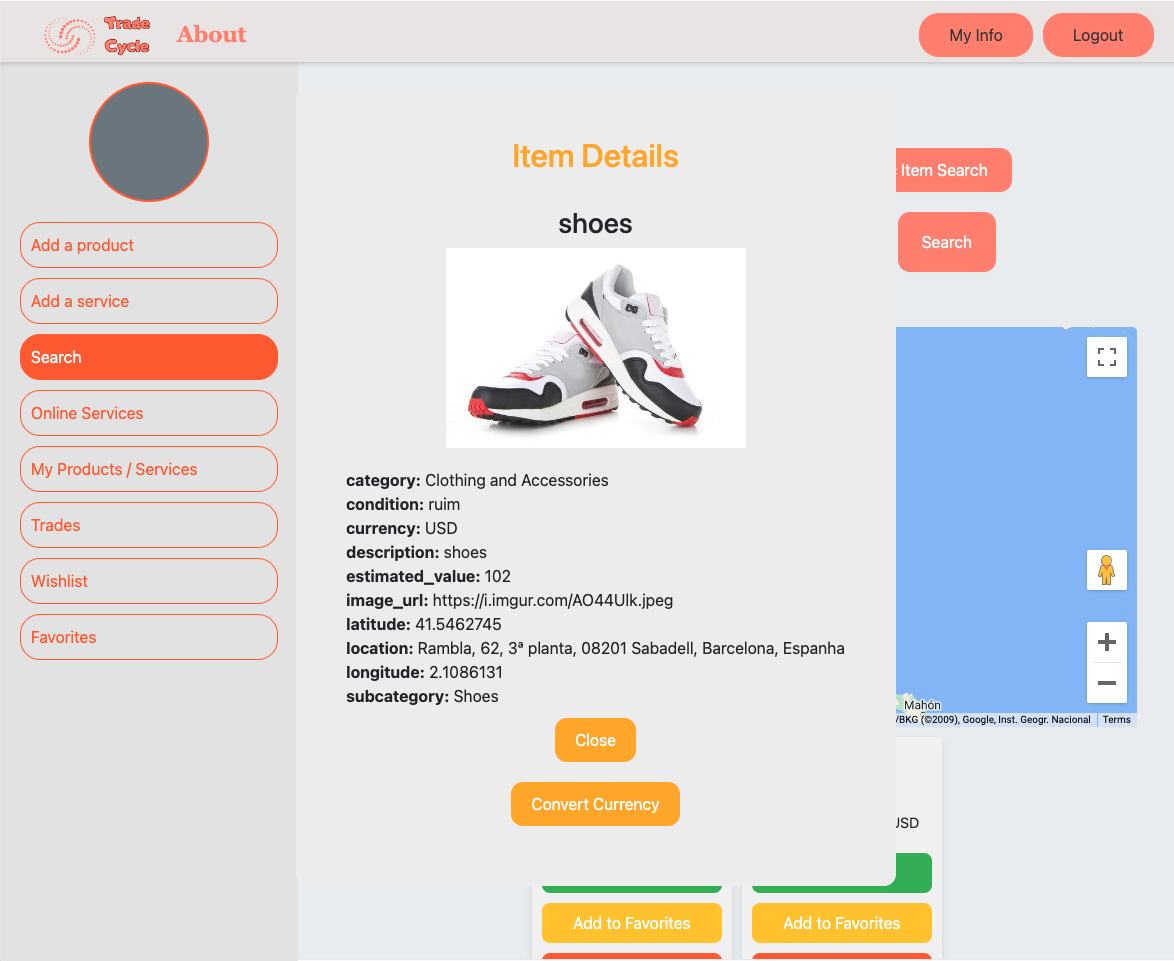 Trade
Cycle
About
My Info
Logout
Add a product
Add a service
Search
Online Services
My Products / Services
Trades
Wishlist
Favorites
Item Details
shoes
category: Clothing and Accessories
condition: ruim
currency: USD
description: shoes
estimated_value: 102
image_url: https://i.imgur.com/AO44Ulk.jpeg
latitude: 41.5462745
location: Rambla, 62, 3ª planta, 08201 Sabadell, Barcelona, Espanha
longitude: 2.1086131
subcategory: Shoes
Close
Convert Currency
Item Search
Search
Mahón
/BKG (©2009), Google, Inst. Geogr. Nacional
Terms
USD
Add to Favorites
Add to Favorites